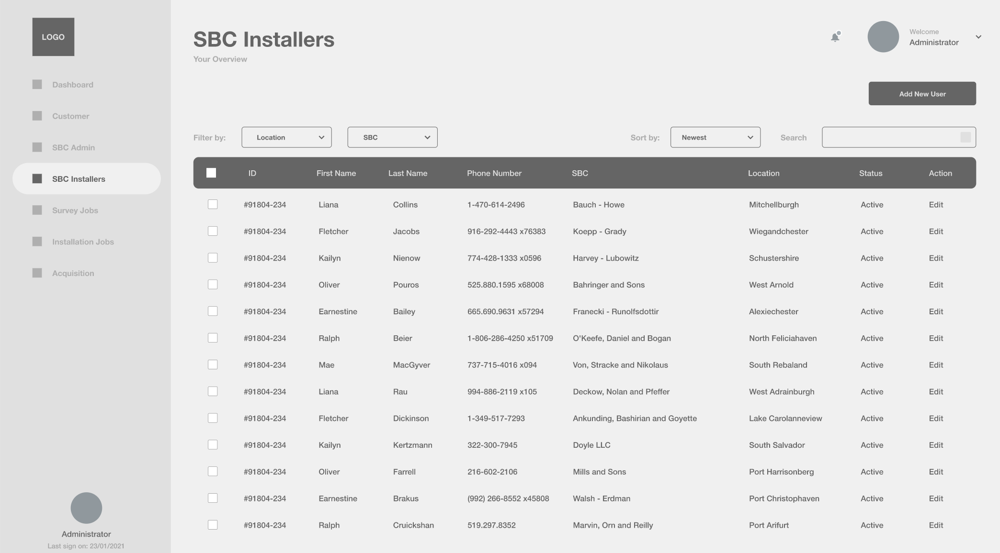 LOGO
Dashboard
Customer
SBC Admin
SBC Installers
Survey Jobs
Installation Jobs
Acquisition
Administrator
Last sign on: 23/01/2021
SBC Installers
Your Overview
Welcome
Administrator
Add New User
Filter by: Location SBC Sort by: Newest Search
ID First Name Last Name Phone Number SBC Location Status Action
#91804-234 Liana Collins 1-470-614-2496 Bauch - Howe Mitchellburgh Active Edit
#91804-234 Fletcher Jacobs 916-292-4443 x76383 Koepp - Grady Wiegandchester Active Edit
#91804-234 Kailyn Nienow 774-428-1333 x0596 Harvey - Lubowitz Schustershire Active Edit
#91804-234 Oliver Pouros 525.880.1595 x68008 Bahringer and Sons West Arnold Active Edit
#91804-234 Earnestine Bailey 665.690.9631 x57294 Franecki - Runolfsdottir Alexiechester Active Edit
#91804-234 Ralph Beier 1-806-286-4250 x51709 O'Keefe, Daniel and Bogan North Feliciahaven Active Edit
#91804-234 Mae MacGyver 737-715-4016 x094 Von, Stracke and Nikolaus South Rebaland Active Edit
#91804-234 Liana Rau 994-886-2119 x105 Deckow, Nolan and Pfeffer West Adrainburgh Active Edit
#91804-234 Fletcher Dickinson 1-349-517-7293 Ankunding, Bashirian and Goyette Lake Carolanneview Active Edit
#91804-234 Kailyn Kertzmann 322-300-7945 Doyle LLC South Salvador Active Edit
#91804-234 Oliver Farrell 216-602-2106 Mills and Sons Port Harrisonberg Active Edit
#91804-234 Earnestine Brakus (992) 266-8552 x45808 Walsh - Erdman Port Christophaven Active Edit
#91804-234 Ralph Cruickshan 519.297.8352 Marvin, Orn and Reilly Port Arifurt Active Edit